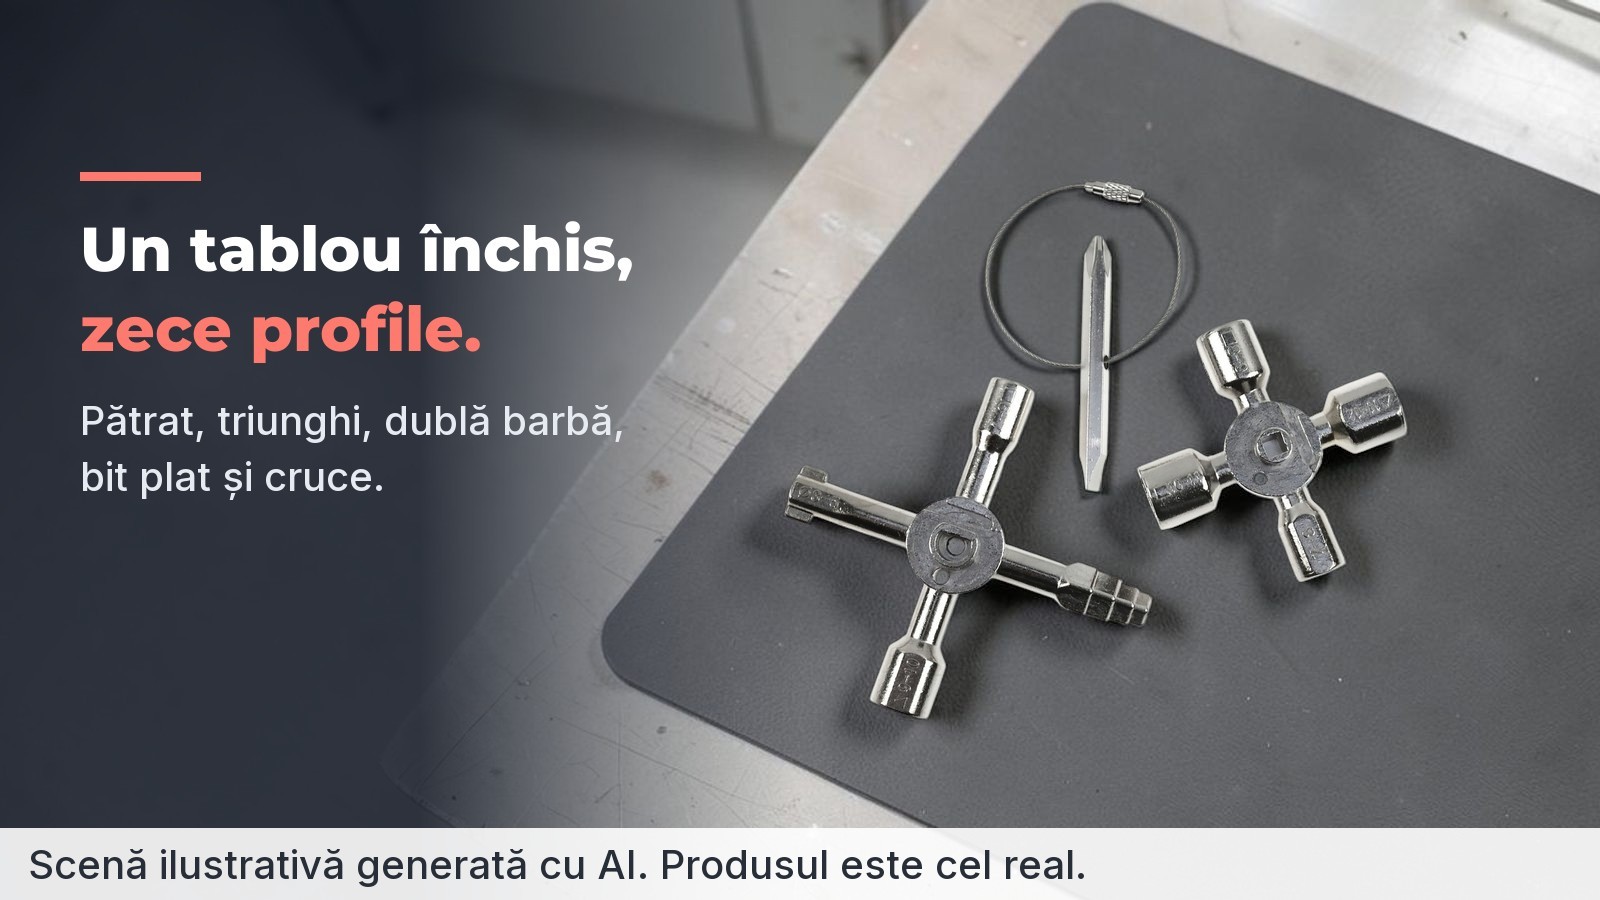 Un tablou închis,
zece profile.
Pătrat, triunghi, dublă barbă,
bit plat și cruce.
Scenă ilustrativă generată cu AI. Produsul este cel real.